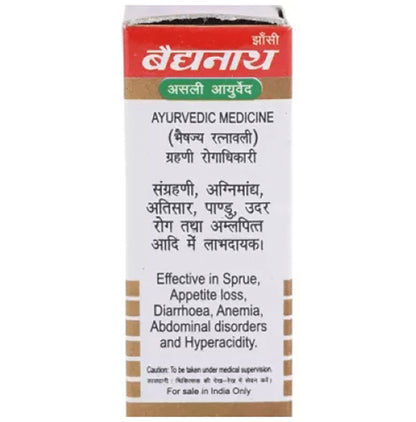 झाँसी
बैद्यनाथ
असली आयुर्वेद
AYURVEDIC MEDICINE
(भैषज्य रत्नावली)
ग्रहणी रोगाधिकारी
संग्रहणी, अग्निमांद्य,
अतिसार, पाण्डु, उदर
रोग तथा अम्लपित्त
आदि में लाभदायक।
Effective in Sprue,
Appetite loss,
Diarrhoea, Anemia,
Abdominal disorders
and Hyperacidity.
Caution: To be taken under medical supervision.
सावधानी : चिकित्सक की देख-रेख में सेवन करें।
For sale in India Only